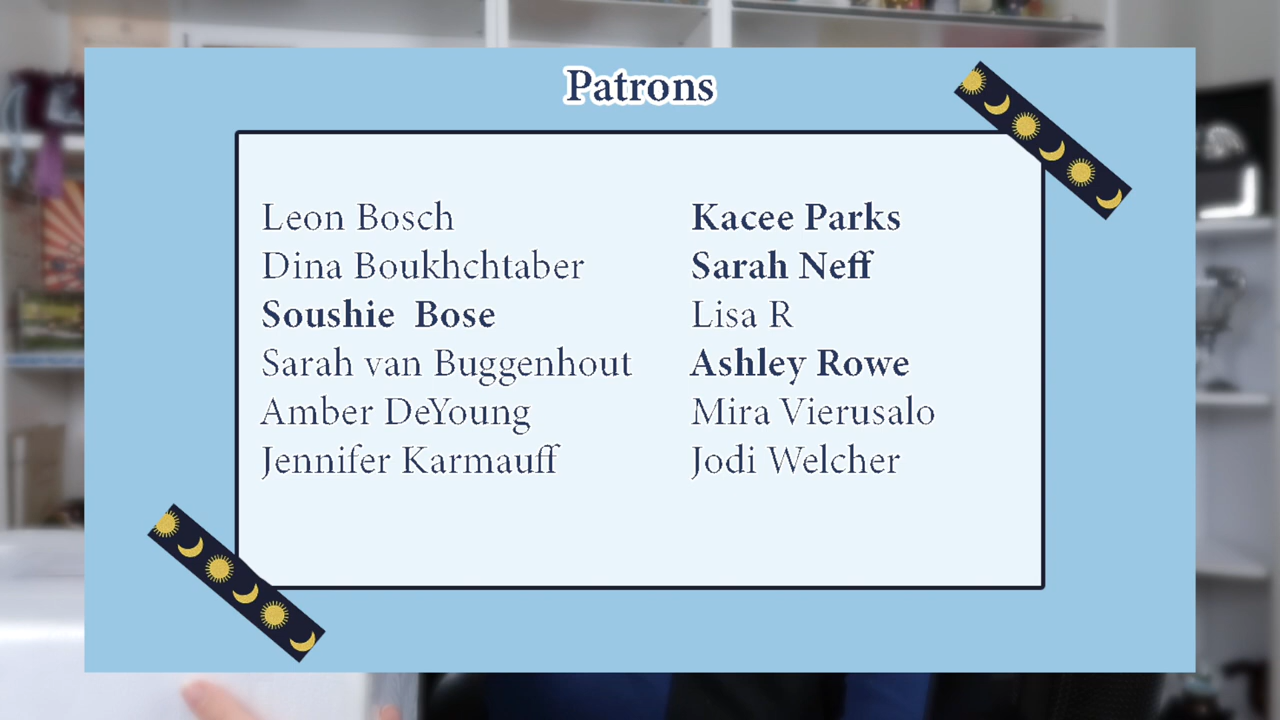 Patrons
Leon Bosch
Dina Boukhchtaber
Soushie  Bose
Sarah van Buggenhout
Amber DeYoung
Jennifer Karmauff
Kacee Parks
Sarah Neff
Lisa R
Ashley Rowe
Mira Vierusalo
Jodi Welcher